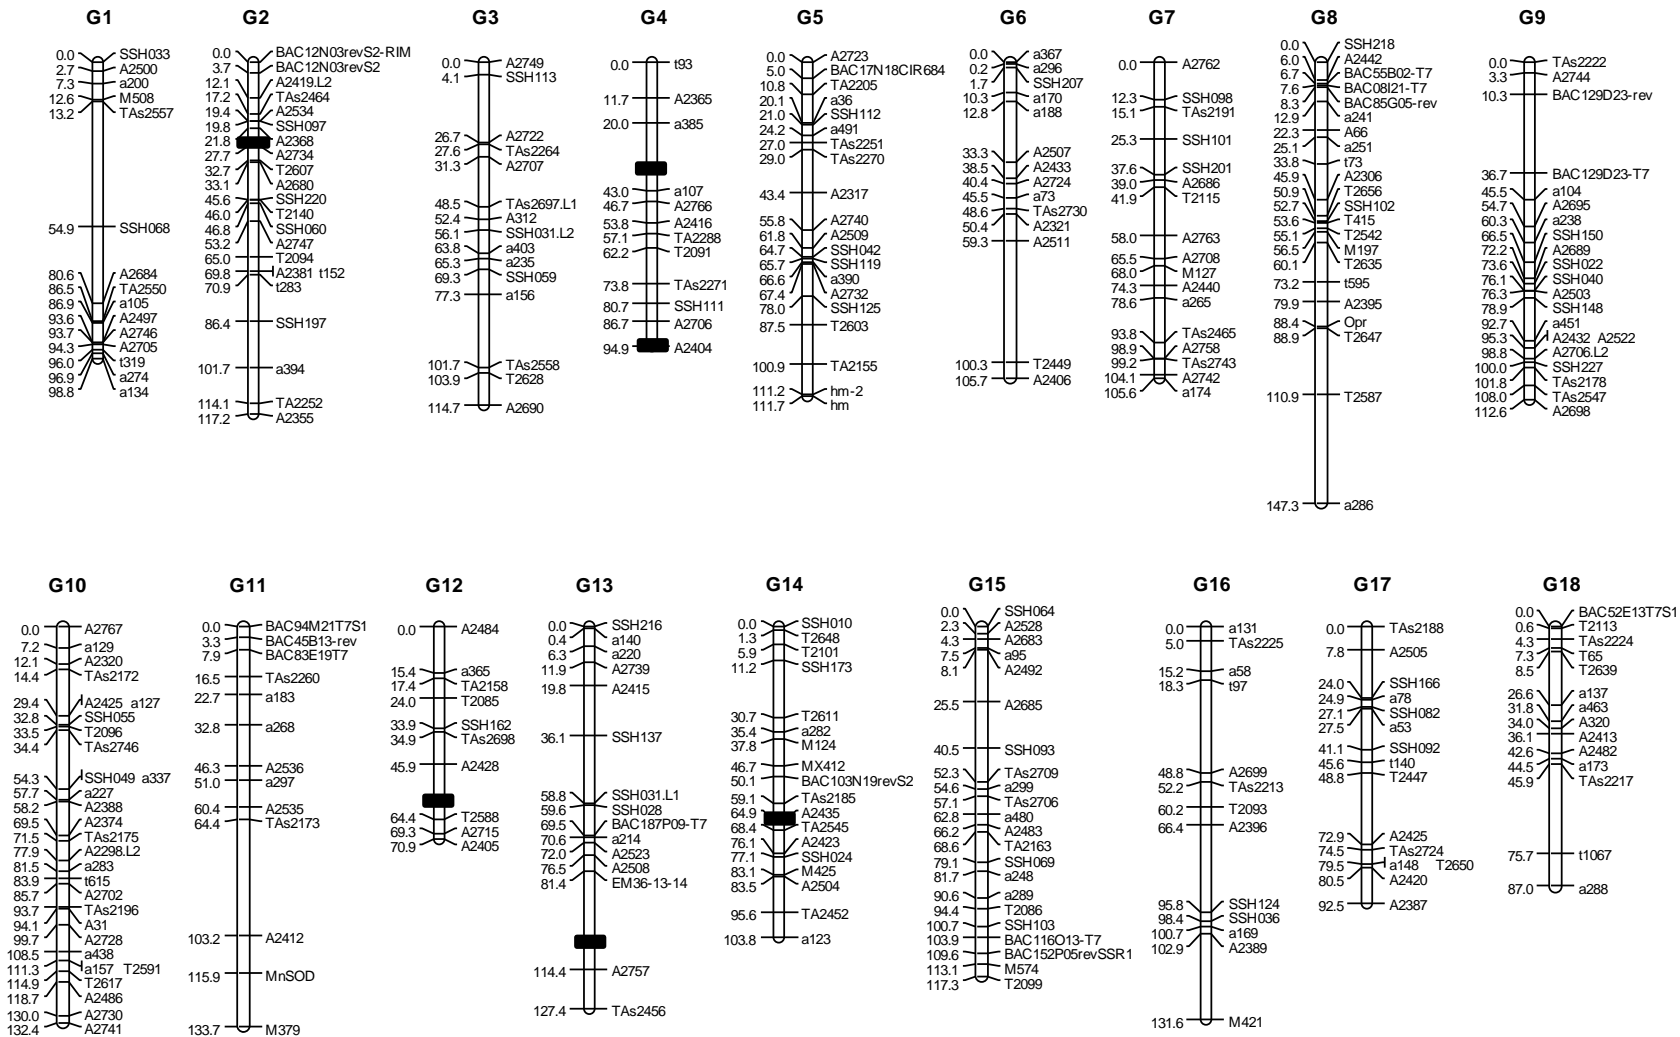 G1 G2 G3 G4 G5 G6 G7 G8 G9
0.0 SSH033
2.7 A2500
7.3 a200
12.6 M508
13.2 TAs2557
54.9 SSH068
80.6 A2684
86.5 TA2550
86.9 a105
93.6 A2497
93.7 A2746
94.3 A2705
96.0 t319
96.9 a274
98.8 a134
0.0 BAC12N03revS2-RIM
3.7 BAC12N03revS2
12.1 A2419.L2
17.2 TAs2464
19.4 A2534
19.8 SSH097
21.8 A2368
27.7 A2734
32.7 T2607
33.1 A2680
45.6 SSH220
46.0 T2140
46.8 SSH060
53.2 A2747
65.0 T2094
69.8 A2381 t152
70.9 t283
86.4 SSH197
101.7 a394
114.1 TA2252
117.2 A2355
0.0 A2749
4.1 SSH113
26.7 A2722
27.6 TAs2264
31.3 A2707
48.5 TAs2697.L1
52.4 A312
56.1 SSH031.L2
63.8 a403
65.3 a235
69.3 SSH059
77.3 a156
101.7 TAs2558
103.9 T2628
114.7 A2690
0.0 t93
11.7 A2365
20.0 a385
43.0 a107
46.7 A2766
53.8 A2416
57.1 TA2288
62.2 T2091
73.8 TAs2271
80.7 SSH111
86.7 A2706
94.9 A2404
0.0 A2723
5.0 BAC17N18CIR684
10.8 TA2205
20.1 a36
21.0 SSH112
24.2 a491
27.0 TAs2251
29.0 TAs2270
43.4 A2317
55.8 A2740
61.8 A2509
64.7 SSH042
65.7 SSH119
66.6 a390
67.4 A2732
78.0 SSH125
87.5 T2603
100.9 TA2155
111.2 hm-2
111.7 hm
0.0 a367
0.2 a296
1.7 SSH207
10.3 a170
12.8 a188
33.3 A2507
38.5 A2433
40.4 A2724
45.5 a73
48.6 TAs2730
50.4 A2321
59.3 A2511
100.3 T2449
105.7 A2406
0.0 A2762
12.3 SSH098
15.1 TAs2191
25.3 SSH101
37.6 SSH201
39.0 A2686
41.9 T2115
58.0 A2763
65.5 A2708
68.0 M127
74.3 A2440
78.6 a265
93.8 TAs2465
98.9 A2758
99.2 TAs2743
104.1 A2742
105.6 a174
0.0 SSH218
6.0 A2442
6.7 BAC55B02-T7
7.6 BAC08I21-T7
8.3 BAC85G05-rev
12.9 a241
22.3 A66
25.1 a251
33.8 t73
45.9 A2306
50.9 T2656
52.7 SSH102
53.6 T415
55.1 T2542
56.5 M197
60.1 T2635
73.2 t595
79.9 A2395
88.4 Opr
88.9 T2647
110.9 T2587
147.3 a286
0.0 TAs2222
3.3 A2744
10.3 BAC129D23-rev
36.7 BAC129D23-T7
45.5 a104
54.7 A2695
60.3 a238
66.5 SSH150
72.2 A2689
73.6 SSH022
76.1 SSH040
76.3 A2503
78.9 SSH148
92.7 a451
95.3 A2432 A2522
98.8 A2706.L2
100.0 SSH227
101.8 TAs2178
108.0 TAs2547
112.6 A2698
G10 G11 G12 G13 G14 G15 G16 G17 G18
0.0 A2767
7.2 a129
12.1 A2320
14.4 TAs2172
29.4 A2425 a127
32.8 SSH055
33.5 T2096
34.4 TAs2746
54.3 SSH049 a337
57.7 a227
58.2 A2388
69.5 A2374
71.5 TAs2175
77.9 A2298.L2
81.5 a283
83.9 t615
85.7 A2702
93.7 TAs2196
94.1 A31
99.7 A2728
108.5 a438
111.3 a157 T2591
114.9 T2617
118.7 A2486
130.0 A2730
132.4 A2741
0.0 BAC94M21T7S1
3.3 BAC45B13-rev
7.9 BAC83E19T7
16.5 TAs2260
22.7 a183
32.8 a268
46.3 A2536
51.0 a297
60.4 A2535
64.4 TAs2173
103.2 A2412
115.9 MnSOD
133.7 M379
0.0 A2484
15.4 a365
17.4 TA2158
24.0 T2085
33.9 SSH162
34.9 TAs2698
45.9 A2428
64.4 T2588
69.3 A2715
70.9 A2405
0.0 SSH216
0.4 a140
6.3 a220
11.9 A2739
19.8 A2415
36.1 SSH137
58.8 SSH031.L1
59.6 SSH028
69.5 BAC187P09-T7
70.6 a214
72.0 A2523
76.5 A2508
81.4 EM36-13-14
114.4 A2757
127.4 TAs2456
0.0 SSH010
1.3 T2648
5.9 T2101
11.2 SSH173
30.7 T2611
35.4 a282
37.8 M124
46.7 MX412
50.1 BAC103N19revS2
59.1 TAs2185
64.9 A2435
68.4 TA2545
76.1 A2423
77.1 SSH024
83.1 M425
83.5 A2504
95.6 TA2452
103.8 a123
0.0 SSH064
2.3 A2528
4.3 A2683
7.5 a95
8.1 A2492
25.5 A2685
40.5 SSH093
52.3 TAs2709
54.6 a299
57.1 TAs2706
62.8 a480
66.2 A2483
68.6 TA2163
79.1 SSH069
81.7 a248
90.6 a289
94.4 T2086
100.7 SSH103
103.9 BAC116O13-T7
109.6 BAC152P05revSSR1
113.1 M574
117.3 T2099
0.0 a131
5.0 TAs2225
15.2 a58
18.3 t97
48.8 A2699
52.2 TAs2213
60.2 T2093
66.4 A2396
95.8 SSH124
98.4 SSH036
100.7 a169
102.9 A2389
131.6 M421
0.0 TAs2188
7.8 A2505
24.0 SSH166
24.9 a78
27.1 SSH082
27.5 a53
41.1 SSH092
45.6 t140
48.8 T2447
72.9 A2425
74.5 TAs2724
79.5 a148 T2650
80.5 A2420
92.5 A2387
0.0 BAC52E13T7S1
0.6 T2113
4.3 TAs2224
7.3 T65
8.5 T2639
26.6 a137
31.8 a463
34.0 A320
36.1 A2413
42.6 A2482
44.5 a173
45.9 TAs2217
75.7 t1067
87.0 a288